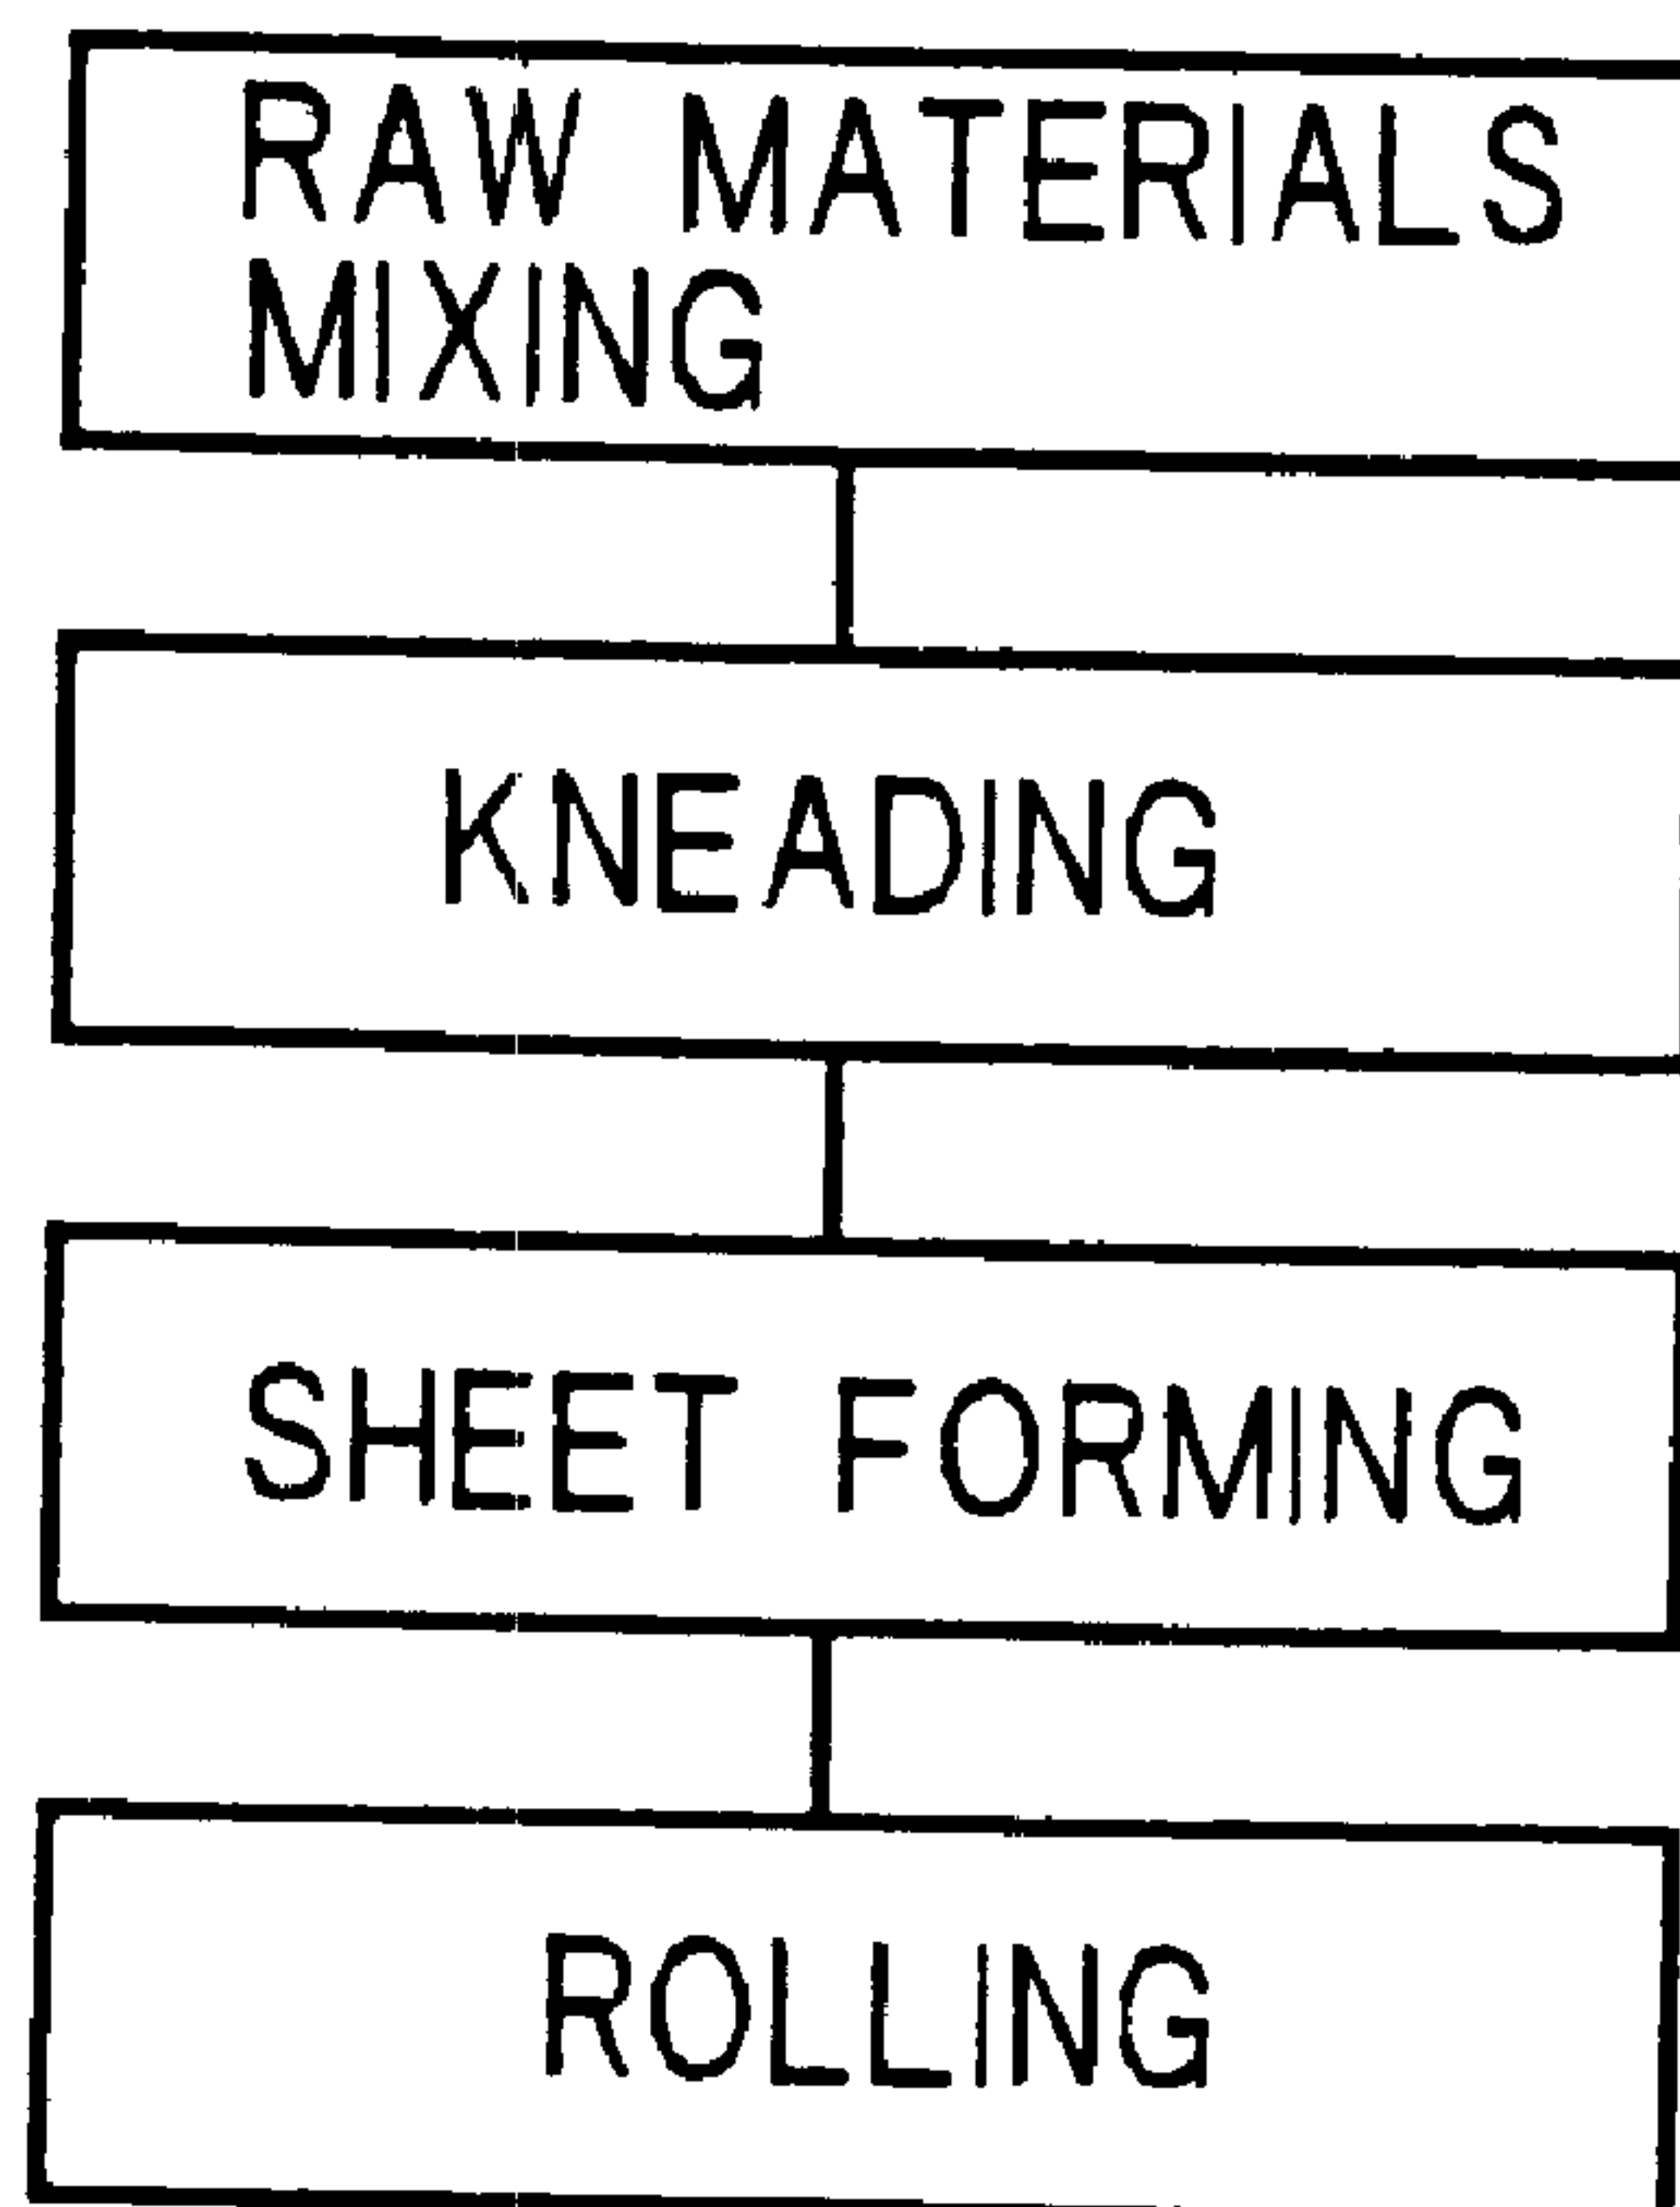 RAW MATERIALS
MIXING
KNEADING
SHEET FORMING
ROLLING